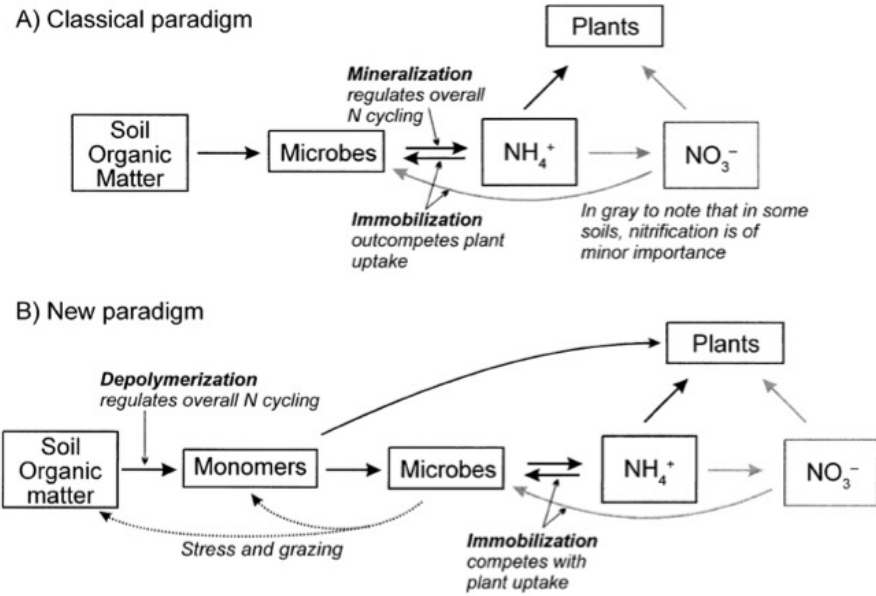 A) Classical paradigm
Plants
Mineralization
regulates overall
N cycling
Soil
Organic
Matter
Microbes
NH₄⁺
NO₃⁻
Immobilization
outcompetes plant
uptake
In gray to note that in some
soils, nitrification is of
minor importance
B) New paradigm
Plants
Depolymerization
regulates overall N cycling
Soil
Organic
matter
Monomers
Microbes
NH₄⁺
NO₃⁻
Stress and grazing
Immobilization
competes with
plant uptake